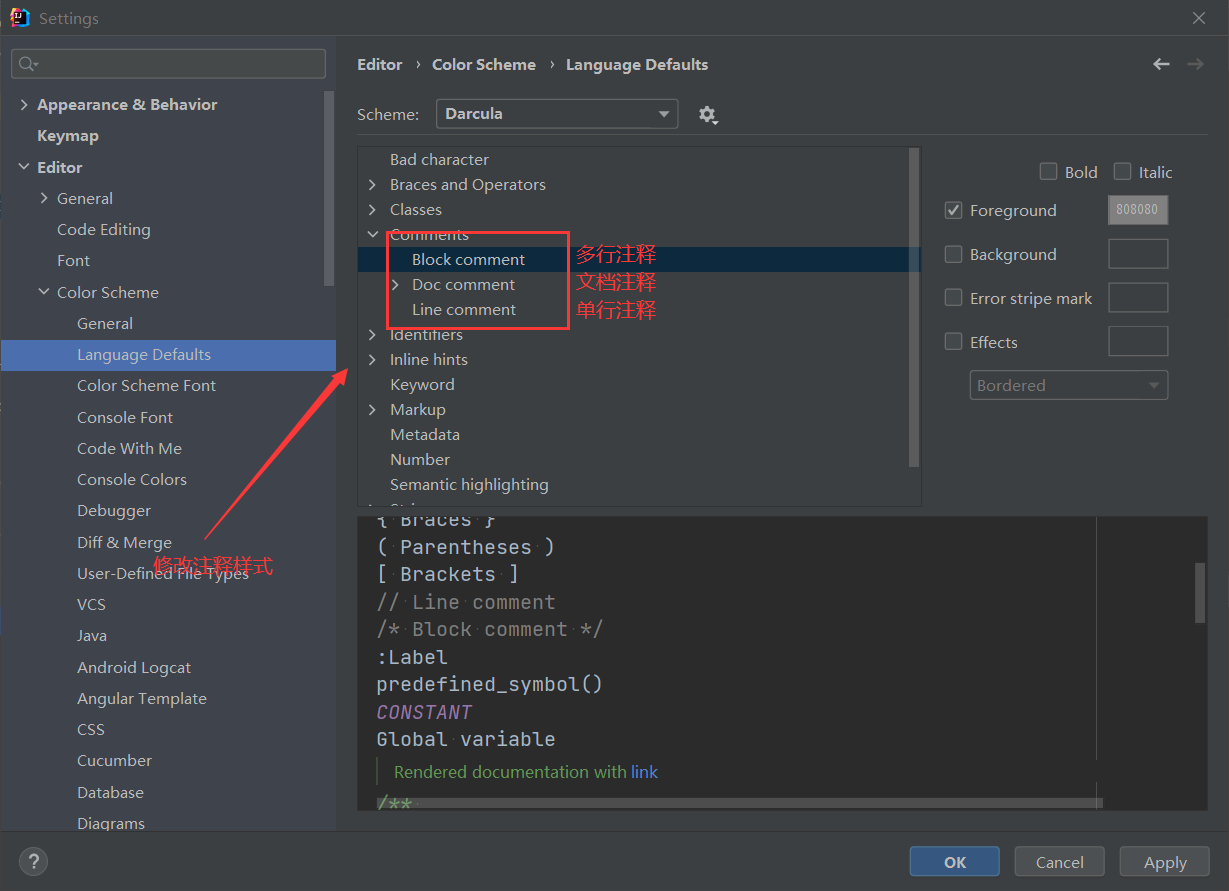 Settings
Editor › Color Scheme › Language Defaults
Appearance & Behavior
Keymap
Editor
General
Code Editing
Font
Color Scheme
General
Language Defaults
Color Scheme Font
Console Font
Code With Me
Console Colors
Debugger
Diff & Merge
User-Defined File Types
VCS
Java
Android Logcat
Angular Template
CSS
Cucumber
Database
Diagrams
修改注释样式
Scheme: Darcula
Bad character
Braces and Operators
Classes
Comments
Block comment 多行注释
Doc comment 文档注释
Line comment 单行注释
Identifiers
Inline hints
Keyword
Markup
Metadata
Number
Semantic highlighting
Bold Italic
Foreground 808080
Background
Error stripe mark
Effects
Bordered
{ Braces }
( Parentheses )
[ Brackets ]
// Line comment
/* Block comment */
:Label
predefined_symbol()
CONSTANT
Global variable
Rendered documentation with link
/**
?
OK Cancel Apply